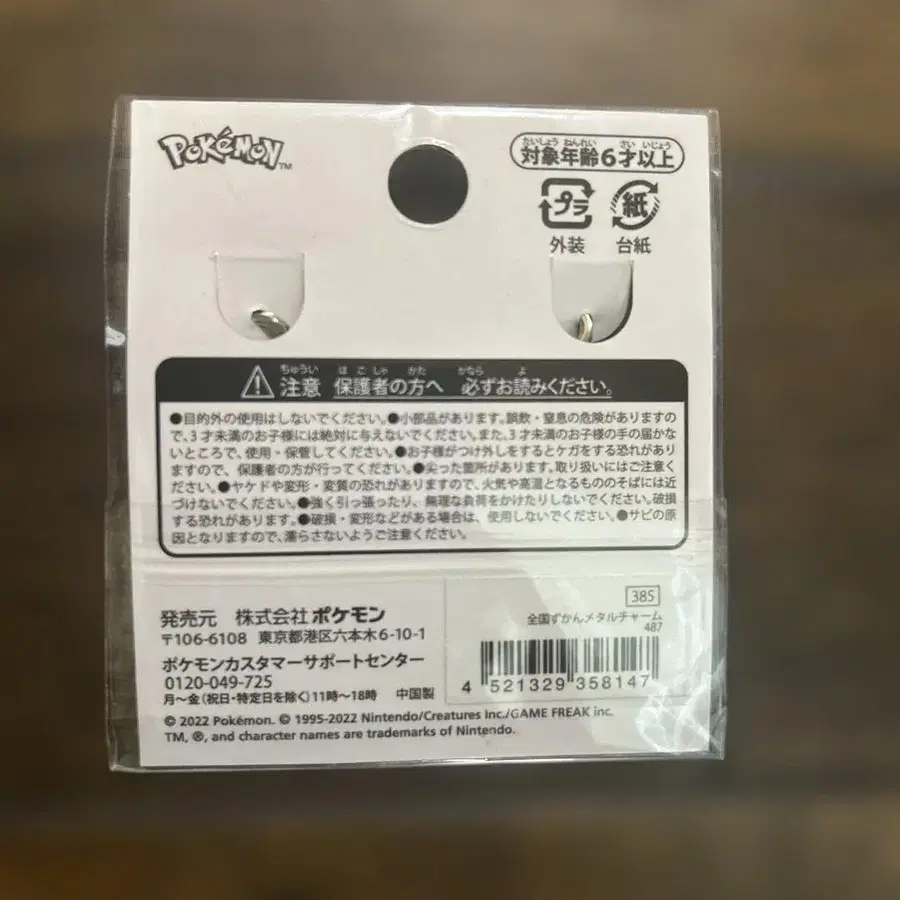 Pokémon™
たいしょう ねんれい さい いじょう
対象年齢6才以上
プラ 紙
外装 台紙
ちゅうい ほごしゃ かた かなら よ
注意 保護者の方へ 必ずお読みください。
●目的外の使用はしないでください。●小部品があります。誤飲・窒息の危険がありますの
で、3才未満のお子様には絶対に与えないでください。また、3才未満のお子様の手の届かな
いところで、使用・保管してください。●お子様がつけ外しをするとケガをする恐れがあり
ますので、保護者の方が行ってください。●尖った箇所があります。取り扱いにはご注意く
ださい。●ヤケドや変形・変質の恐れがありますので、火気や高温となるもののそばには近
づけないでください。●強く引っ張ったり、無理な負荷をかけたりしないでください。破損
する恐れがあります。●破損・変形などがある場合は、使用しないでください。●サビの原
因となりますので、濡らさないようご注意ください。
発売元 株式会社ポケモン
〒106-6108 東京都港区六本木6-10-1
ポケモンカスタマーサポートセンター
0120-049-725
月～金(祝日・特定日を除く)11時～18時 中国製
© 2022 Pokémon. © 1995-2022 Nintendo/Creatures Inc./GAME FREAK inc.
TM, ®, and character names are trademarks of Nintendo.
385
全国ずかんメタルチャーム
487
4 521329 358147